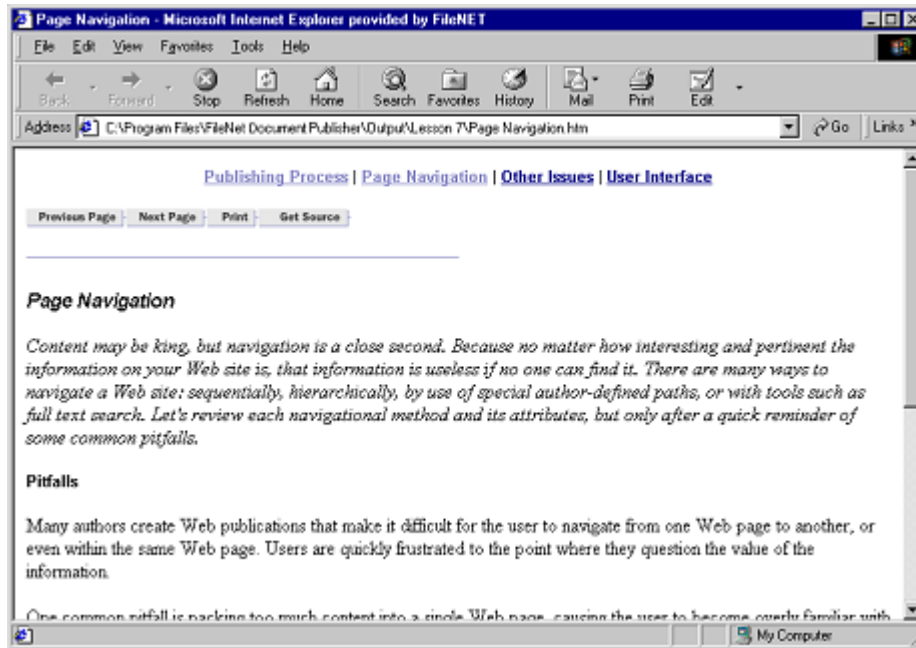 Page Navigation - Microsoft Internet Explorer provided by FileNET
File Edit View Favorites Tools Help
Back Forward Stop Refresh Home Search Favorites History Mail Print Edit
Address C:\Program Files\FileNet Document Publisher\Output\Lesson 7\Page Navigation.htm Go Links »
Publishing Process | Page Navigation | Other Issues | User Interface
Previous Page Next Page Print Get Source
Page Navigation
Content may be king, but navigation is a close second. Because no matter how interesting and pertinent the
information on your Web site is, that information is useless if no one can find it. There are many ways to
navigate a Web site: sequentially, hierarchically, by use of special author-defined paths, or with tools such as
full text search. Let's review each navigational method and its attributes, but only after a quick reminder of
some common pitfalls.
Pitfalls
Many authors create Web publications that make it difficult for the user to navigate from one Web page to another, or
even within the same Web page. Users are quickly frustrated to the point where they question the value of the
information.
One common pitfall is packing too much content into a single Web page, causing the user to become overly familiar with
My Computer